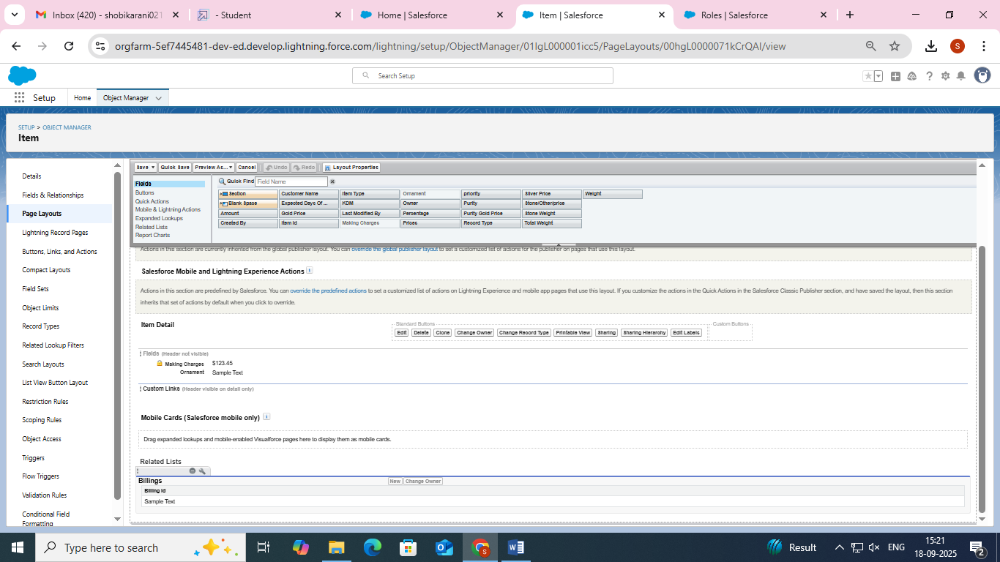 Inbox (420) - shobikarani021
- Student
Home | Salesforce
Item | Salesforce
Roles | Salesforce
orgfarm-5ef7445481-dev-ed.develop.lightning.force.com/lightning/setup/ObjectManager/01IgL000001icc5/PageLayouts/00hgL0000071kCrQAI/view
S
Search Setup
Setup
Home
Object Manager
SETUP > OBJECT MANAGER
Item
Details
Fields & Relationships
Page Layouts
Lightning Record Pages
Buttons, Links, and Actions
Compact Layouts
Field Sets
Object Limits
Record Types
Related Lookup Filters
Search Layouts
List View Button Layout
Restriction Rules
Scoping Rules
Object Access
Triggers
Flow Triggers
Validation Rules
Conditional Field
Formatting
Save Quick Save Preview As... Cancel Undo Redo Layout Properties
Fields
Buttons
Quick Actions
Mobile & Lightning Actions
Expanded Lookups
Related Lists
Report Charts
Quick Find Field Name
Section Customer Name Item Type Ornament priority Silver Price Weight
Blank Space Expected Days Of ... KDM Owner Purity Stone/Other/price
Amount Gold Price Last Modified By Percentage Purity Gold Price Stone Weight
Created By Item Id Making Charges Prices Record Type Total Weight
Actions in this section are currently inherited from the global publisher layout. You can override the global publisher layout to set a customized list of actions for the publisher on pages that use this layout.
Salesforce Mobile and Lightning Experience Actions i
Actions in this section are predefined by Salesforce. You can override the predefined actions to set a customized list of actions on Lightning Experience and mobile app pages that use this layout. If you customize the actions in the Quick Actions in the Salesforce Classic Publisher section, and have saved the layout, then this section
inherits that set of actions by default when you click to override.
Item Detail
Standard Buttons
Edit Delete Clone Change Owner Change Record Type Printable View Sharing Sharing Hierarchy Edit Labels
Custom Buttons
Fields (Header not visible)
Making Charges $123.45
Ornament Sample Text
Custom Links (Header visible on detail only)
Mobile Cards (Salesforce mobile only) i
Drag expanded lookups and mobile-enabled Visualforce pages here to display them as mobile cards.
Related Lists
Billings New Change Owner
Billing Id
Sample Text
Type here to search
Result
ENG
15:21
18-09-2025
2